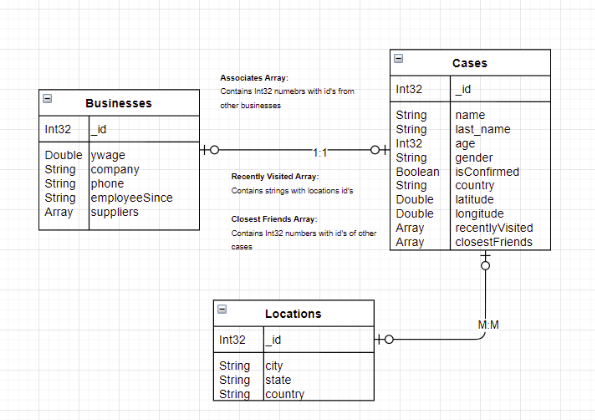 Associates Array:
Contains Int32 numebrs with id's from
other businesses
Cases
Int32 _id
String name
String last_name
Int32 age
String gender
Boolean isConfirmed
String country
Double latitude
Double longitude
Array recentlyVisited
Array closestFriends
Businesses
Int32 _id
Double ywage
String company
String phone
String employeeSince
Array suppliers
1:1
Recently Visited Array:
Contains strings with locations id's
Closest Friends Array:
Contains Int32 numbers with id's of other
cases
Locations
Int32 _id
String city
String state
String country
M:M